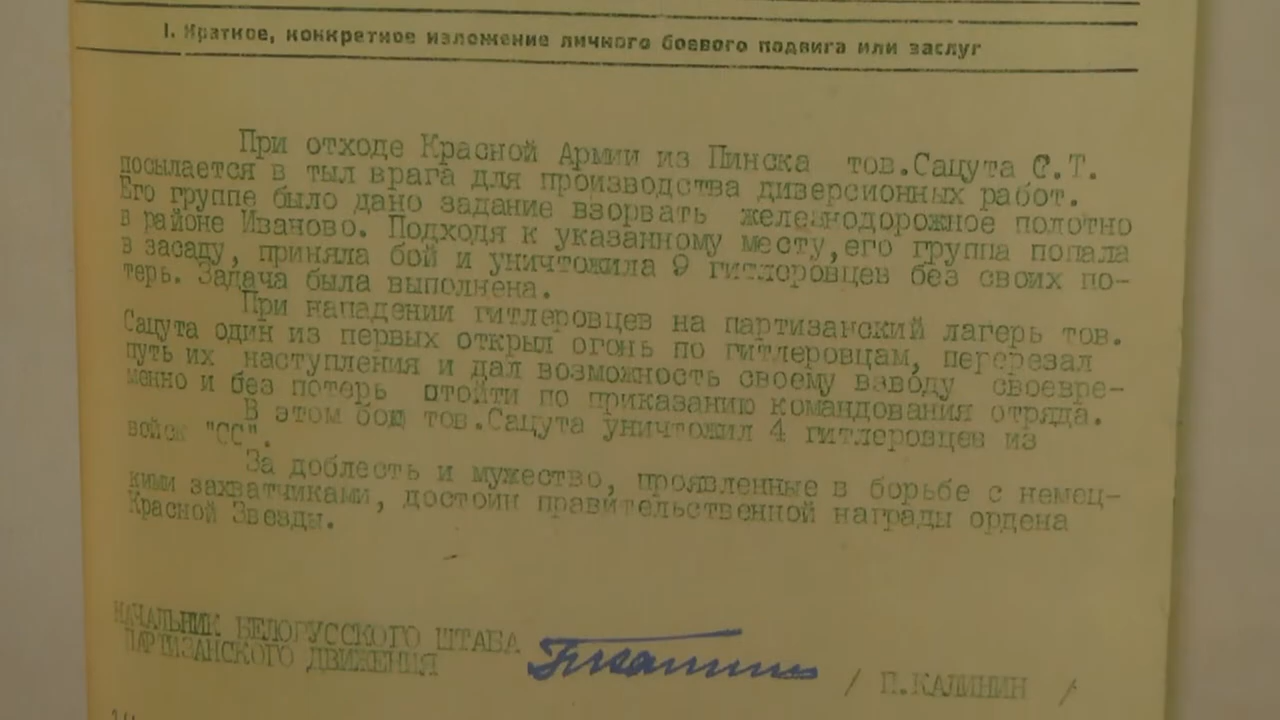 I. Краткое, конкретное изложение личного боевого подвига или заслуг
При отходе Красной Армии из Пинска тов.Сацута С.Т.
посылается в тыл врага для производства диверсионных работ.
Его группе было дано задание взорвать железнодорожное полотно
в районе Иваново. Подходя к указанному месту,его группа попала
в засаду, приняла бой и уничтожила 9 гитлеровцев без своих по-
терь. Задача была выполнена.
При нападении гитлеровцев на партизанский лагерь тов.
Сацута один из первых открыл огонь по гитлеровцам, перерезал
путь их наступления и дал возможность своему взводу своевре-
менно и без потерь отойти по приказанию командования отряда.
В этом бою тов.Сацута уничтожил 4 гитлеровцев из
войск "СС".
За доблесть и мужество, проявленные в борьбе с немец-
кими захватчиками, достоин правительственной награды ордена
Красной Звезды.
НАЧАЛЬНИК БЕЛОРУССКОГО ШТАБА
ПАРТИЗАНСКОГО ДВИЖЕНИЯ
/ П.КАЛИНИН /